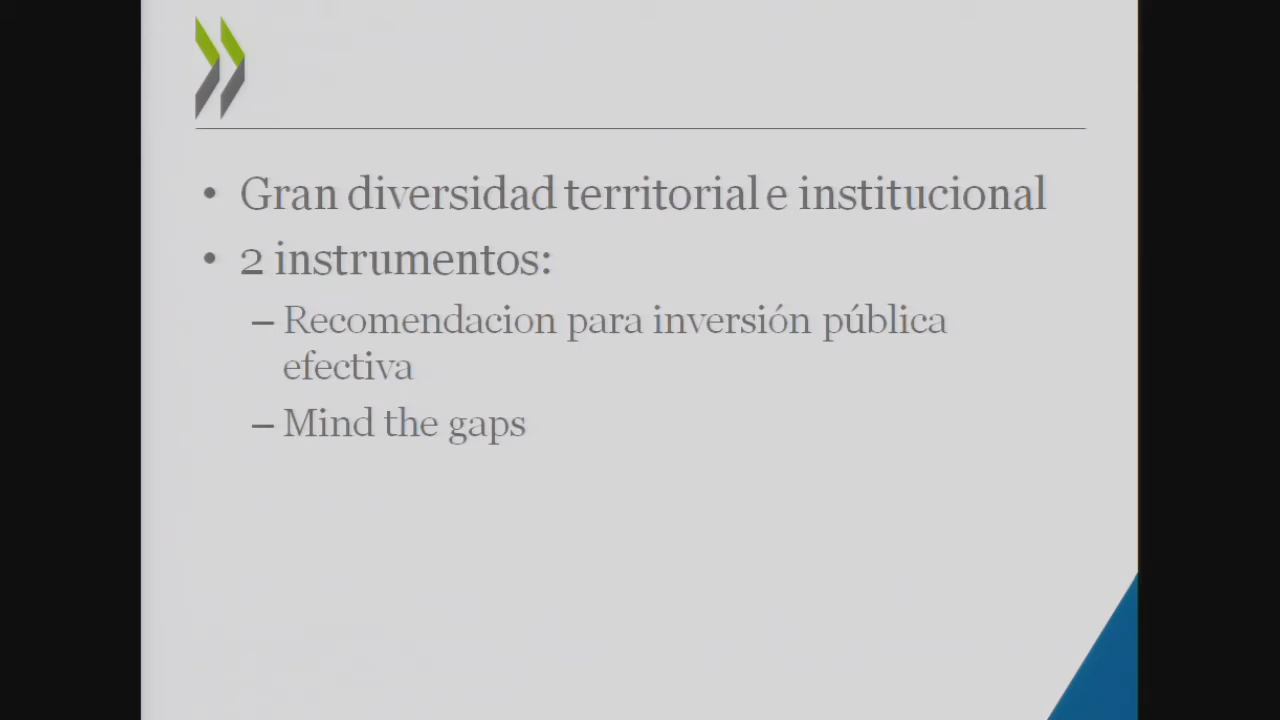 • Gran diversidad territorial e institucional
• 2 instrumentos:
– Recomendacion para inversión pública
efectiva
– Mind the gaps